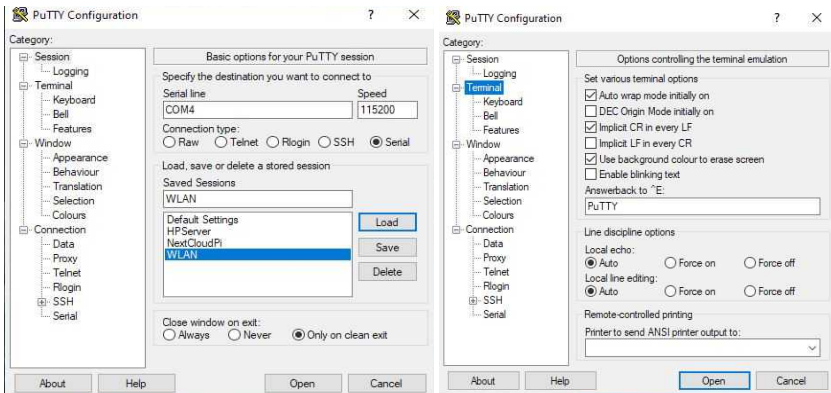 PuTTY Configuration
Category:
Session
Logging
Terminal
Keyboard
Bell
Features
Window
Appearance
Behaviour
Translation
Selection
Colours
Connection
Data
Proxy
Telnet
Rlogin
SSH
Serial
Basic options for your PuTTY session
Specify the destination you want to connect to
Serial line Speed
COM4 115200
Connection type:
Raw Telnet Rlogin SSH Serial
Load, save or delete a stored session
Saved Sessions
WLAN
Default Settings
HPServer
NextCloudPi
WLAN
Load
Save
Delete
Close window on exit:
Always Never Only on clean exit
About Help Open Cancel
PuTTY Configuration
Category:
Session
Logging
Terminal
Keyboard
Bell
Features
Window
Appearance
Behaviour
Translation
Selection
Colours
Connection
Data
Proxy
Telnet
Rlogin
SSH
Serial
Options controlling the terminal emulation
Set various terminal options
Auto wrap mode initially on
DEC Origin Mode initially on
Implicit CR in every LF
Implicit LF in every CR
Use background colour to erase screen
Enable blinking text
Answerback to ^E:
PuTTY
Line discipline options
Local echo:
Auto Force on Force off
Local line editing:
Auto Force on Force off
Remote-controlled printing
Printer to send ANSI printer output to:
About Help Open Cancel